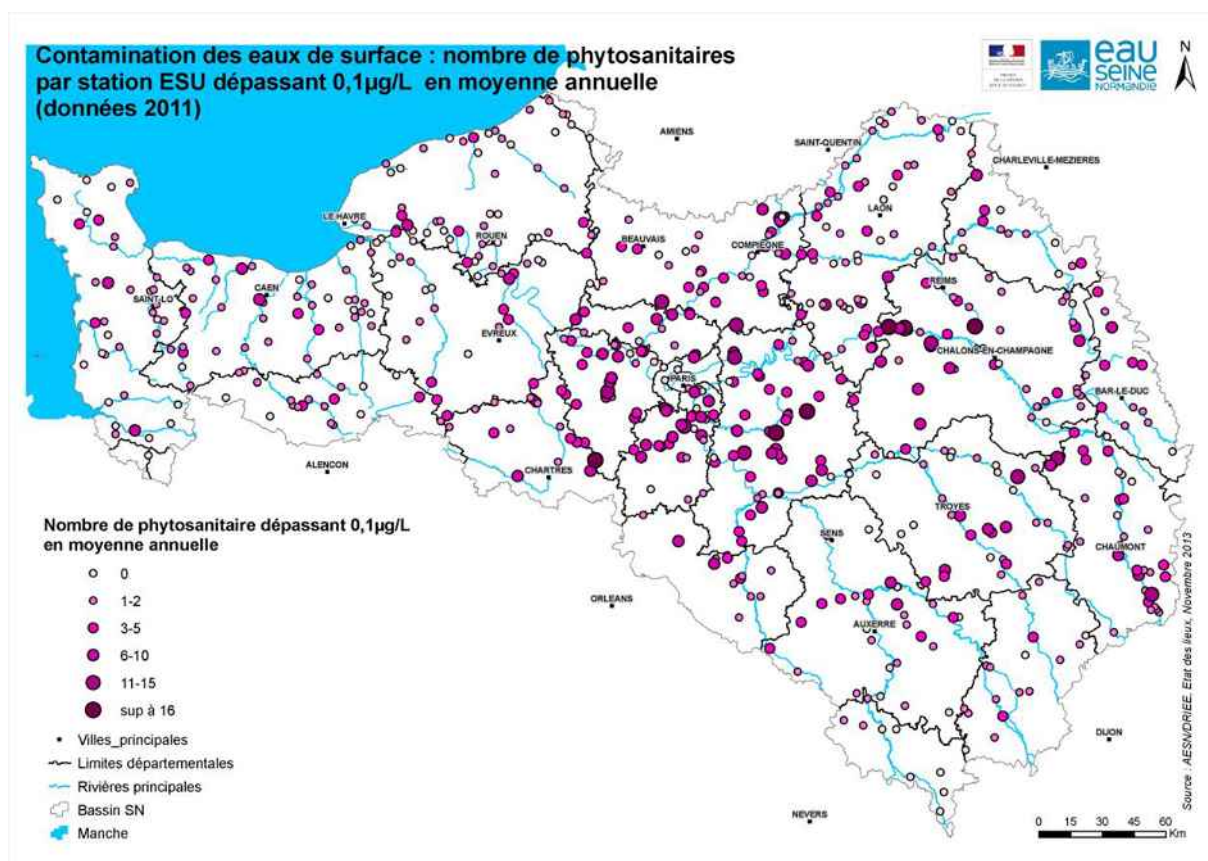 Contamination des eaux de surface : nombre de phytosanitaires
par station ESU dépassant 0,1µg/L en moyenne annuelle
(données 2011)
eau
SEINE
NORMANDIE
N
AMIENS
SAINT-QUENTIN
CHARLEVILLE-MEZIERES
LAON
LE HAVRE
ROUEN
BEAUVAIS
COMPIEGNE
REIMS
SAINT-LO
CAEN
EVREUX
CHALONS-EN-CHAMPAGNE
PARIS
BAR-LE-DUC
ALENCON
CHARTRES
TROYES
SENS
CHAUMONT
ORLEANS
AUXERRE
DIJON
NEVERS
Nombre de phytosanitaire dépassant 0,1µg/L
en moyenne annuelle
0
1-2
3-5
6-10
11-15
sup à 16
Villes_principales
Limites départementales
Rivières principales
Bassin SN
Manche
Source : AESN/DRIEE, Etat des lieux, Novembre 2013
0 15 30 45 60
Km